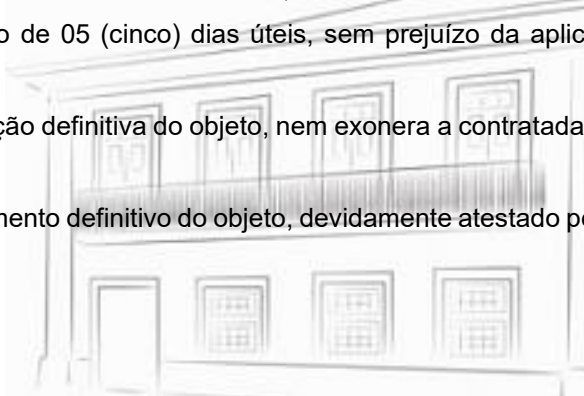 o de 05 (cinco) dias úteis, sem prejuízo da aplic
ção definitiva do objeto, nem exonera a contratada
mento definitivo do objeto, devidamente atestado po